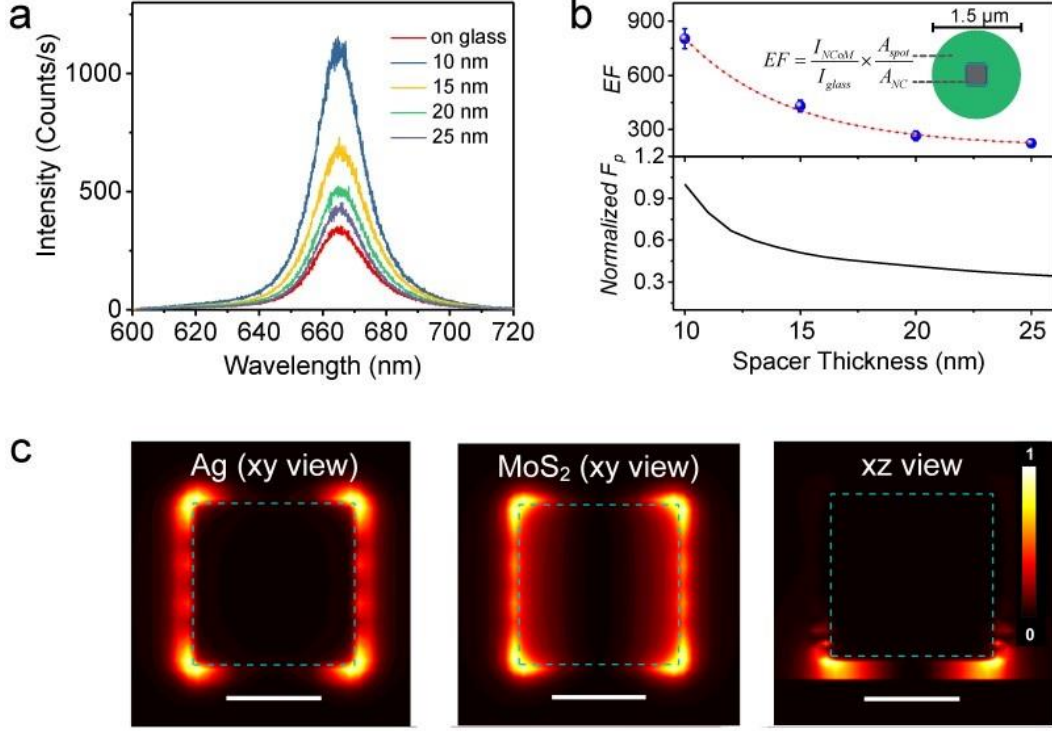 a
Intensity (Counts/s)
1000
500
0
600 620 640 660 680 700 720
Wavelength (nm)
on glass
10 nm
15 nm
20 nm
25 nm
b
EF
900
600
300
1.2
0.9
0.6
0.3
Normalized F_p
10 15 20 25
Spacer Thickness (nm)
EF = I_NCoM / I_glass × A_spot / A_NC
1.5 μm
c
Ag (xy view)
MoS₂ (xy view)
xz view
1
0